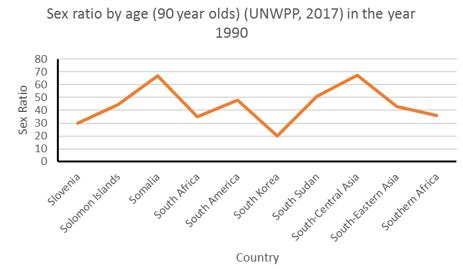 Sex ratio by age (90 year olds) (UNWPP, 2017) in the year
1990
80
70
60
50
40
30
20
10
0
Sex Ratio
Slovenia
Solomon Islands
Somalia
South Africa
South America
South Korea
South Sudan
South-Central Asia
South-Eastern Asia
Southern Africa
Country